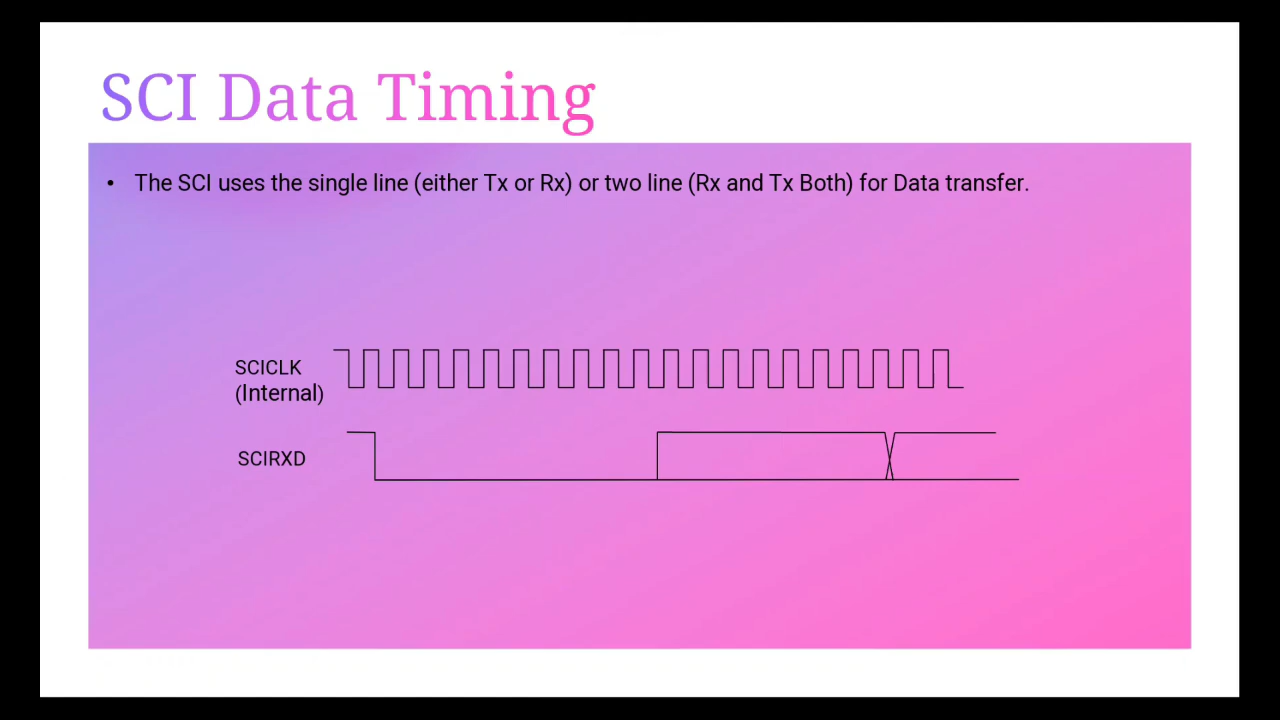 SCI Data Timing
• The SCI uses the single line (either Tx or Rx) or two line (Rx and Tx Both) for Data transfer.
SCICLK
(Internal)
SCIRXD